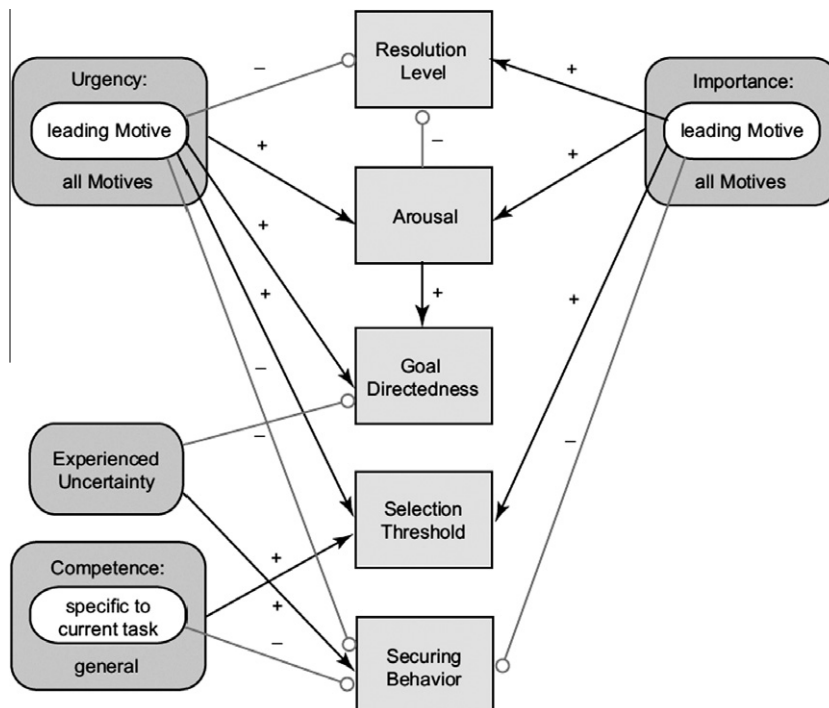 Resolution
Level
Urgency:
leading Motive
all Motives
Importance:
leading Motive
all Motives
Arousal
Goal
Directedness
Experienced
Uncertainty
Selection
Threshold
Competence:
specific to
current task
general
Securing
Behavior
–
+
+
+
–
+
+
+
–
–
+
–
+
+
–